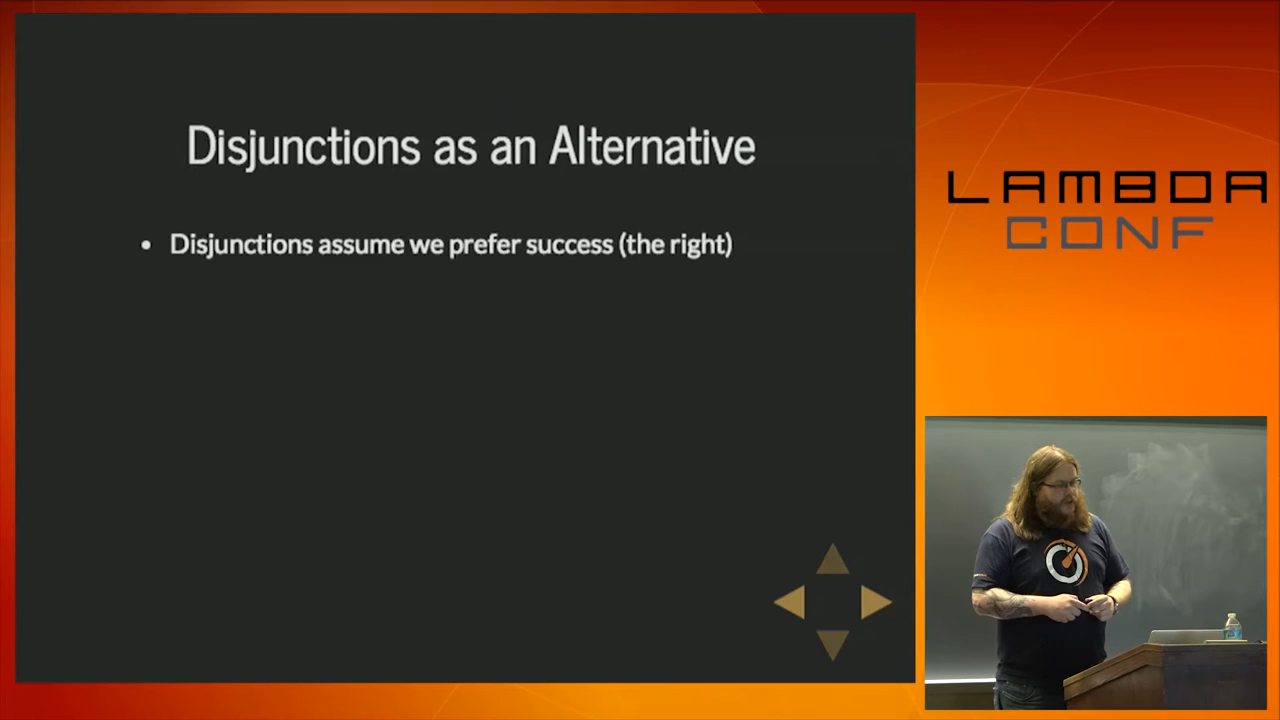 Disjunctions as an Alternative
• Disjunctions assume we prefer success (the right)
LAMBDA
CONF